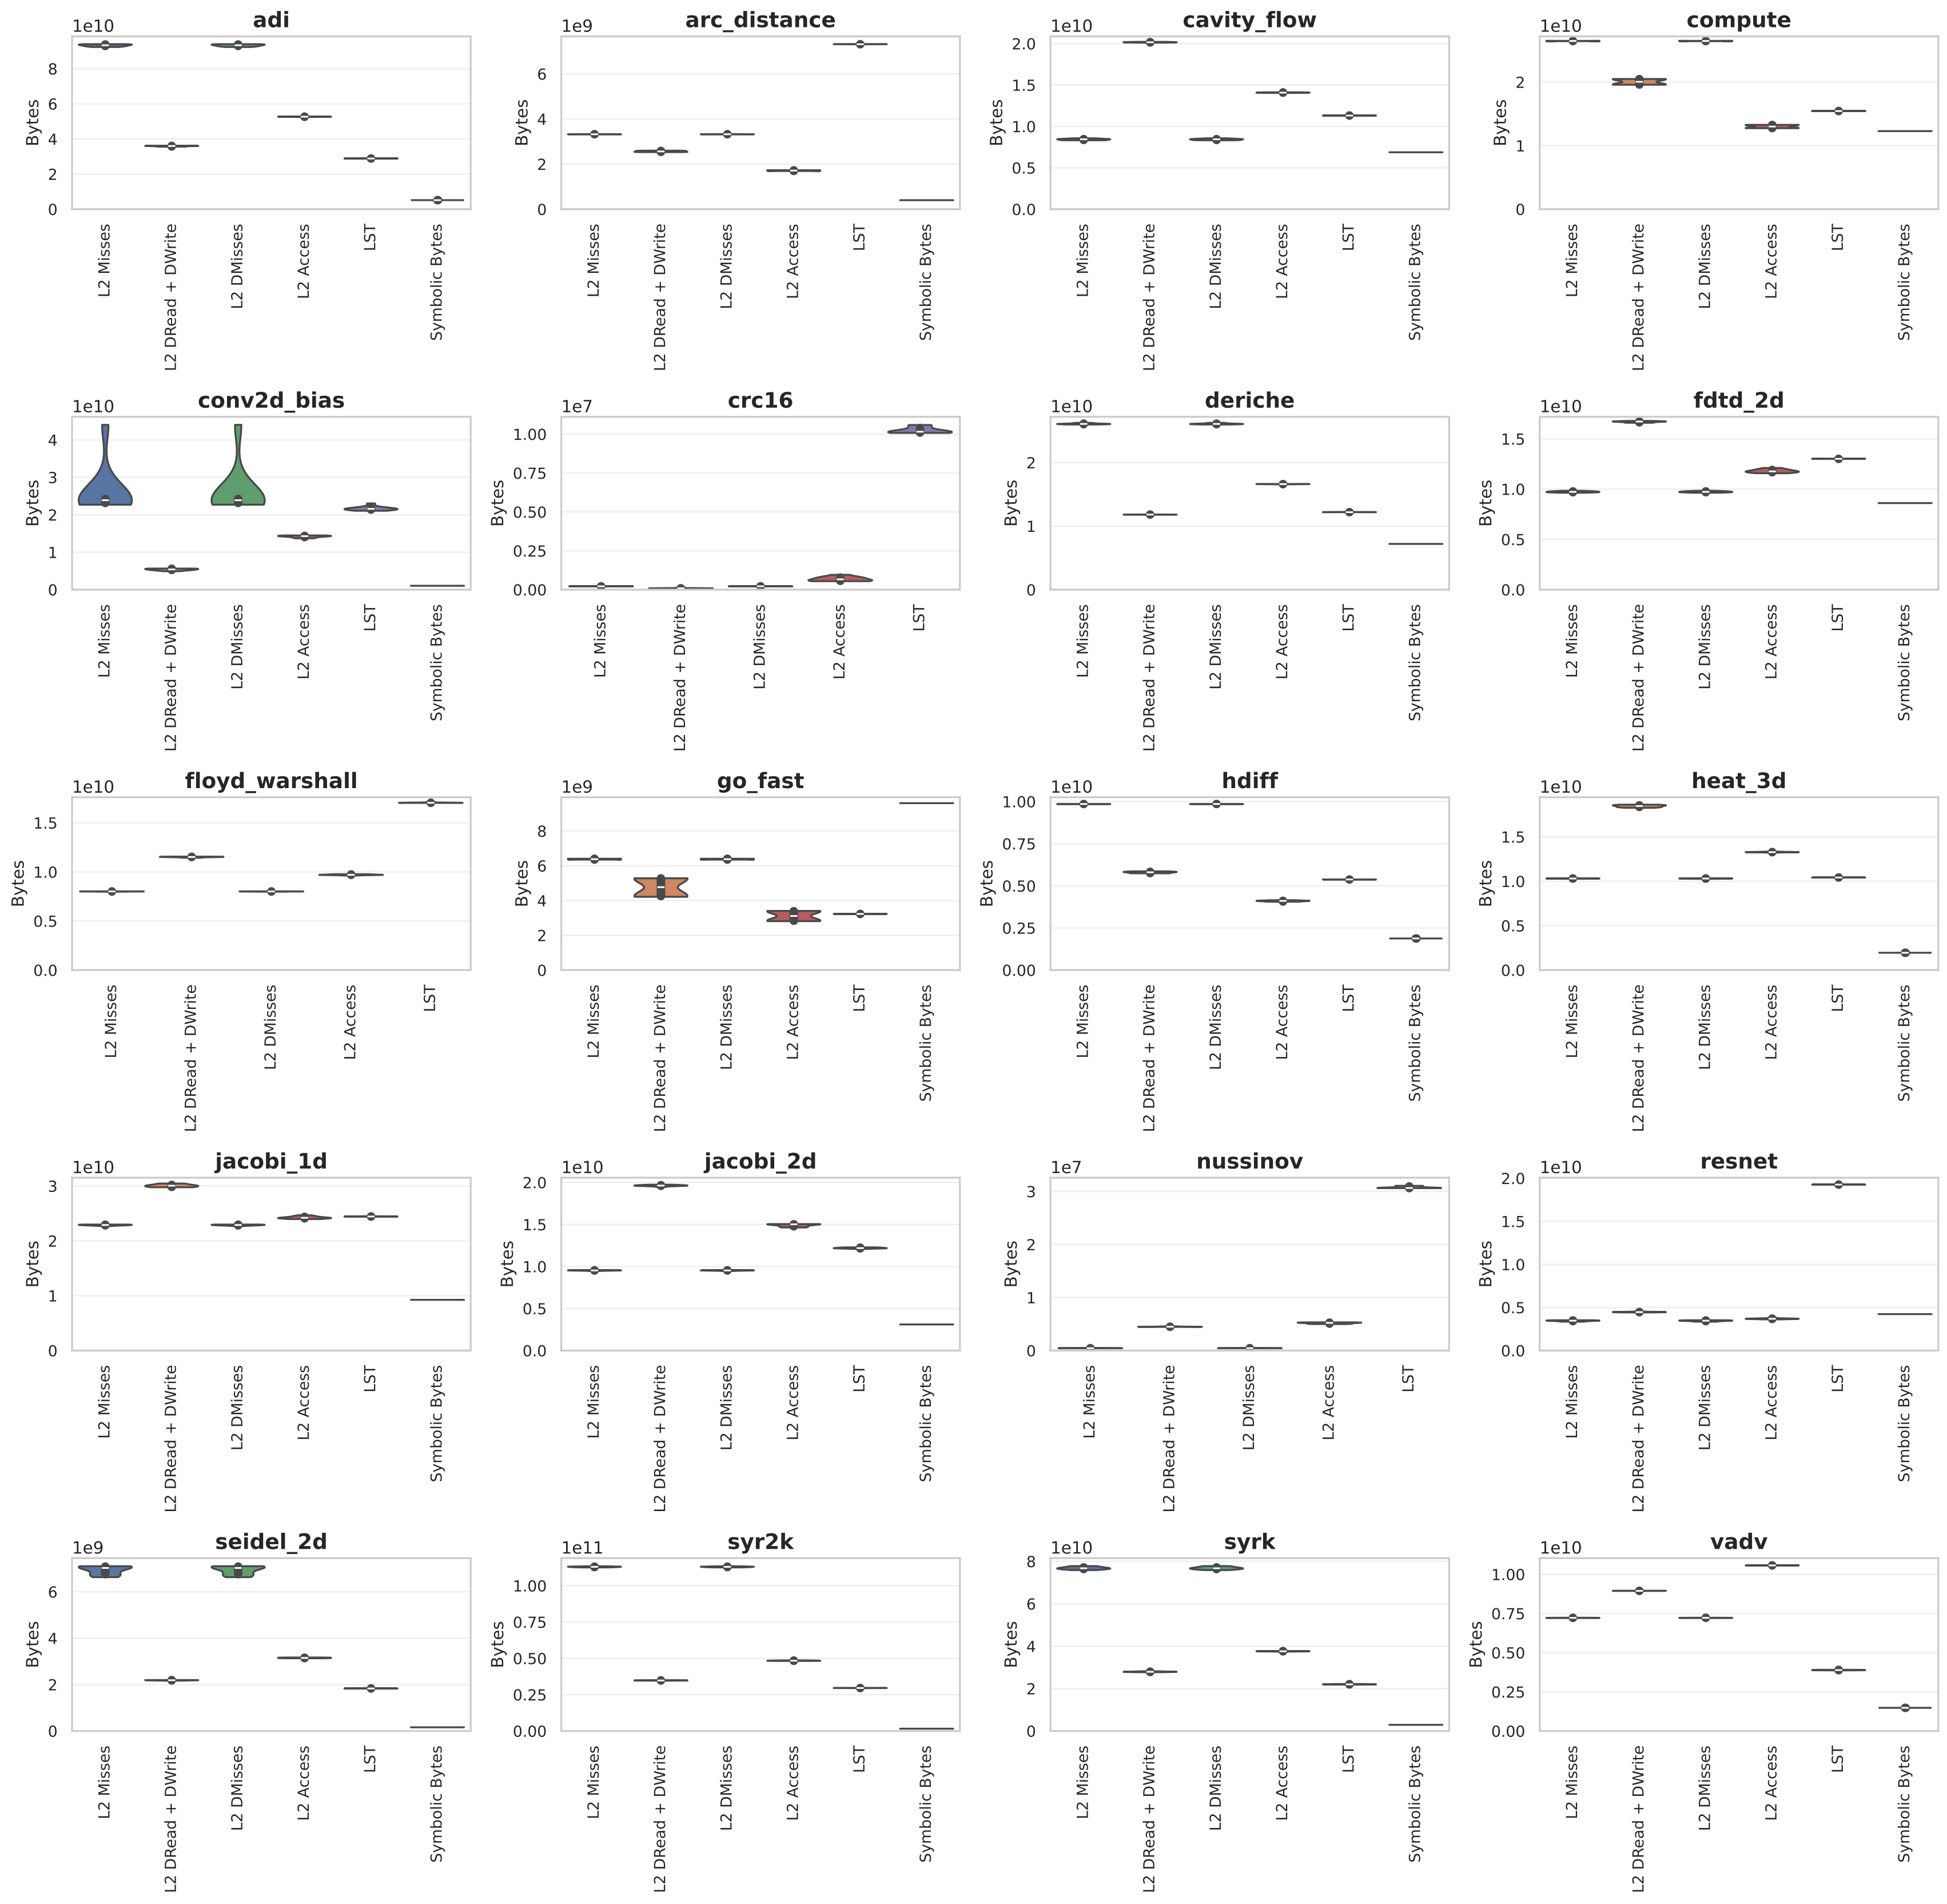 adi
1e10
Bytes
8
6
4
2
0
L2 Misses
L2 DRead + DWrite
L2 DMisses
L2 Access
LST
Symbolic Bytes
arc_distance
1e9
Bytes
6
4
2
0
L2 Misses
L2 DRead + DWrite
L2 DMisses
L2 Access
LST
Symbolic Bytes
cavity_flow
1e10
Bytes
2.0
1.5
1.0
0.5
0.0
L2 Misses
L2 DRead + DWrite
L2 DMisses
L2 Access
LST
Symbolic Bytes
compute
1e10
Bytes
2
1
0
L2 Misses
L2 DRead + DWrite
L2 DMisses
L2 Access
LST
Symbolic Bytes
conv2d_bias
1e10
Bytes
4
3
2
1
0
L2 Misses
L2 DRead + DWrite
L2 DMisses
L2 Access
LST
Symbolic Bytes
crc16
1e7
Bytes
1.00
0.75
0.50
0.25
0.00
L2 Misses
L2 DRead + DWrite
L2 DMisses
L2 Access
LST
deriche
1e10
Bytes
2
1
0
L2 Misses
L2 DRead + DWrite
L2 DMisses
L2 Access
LST
Symbolic Bytes
fdtd_2d
1e10
Bytes
1.5
1.0
0.5
0.0
L2 Misses
L2 DRead + DWrite
L2 DMisses
L2 Access
LST
Symbolic Bytes
floyd_warshall
1e10
Bytes
1.5
1.0
0.5
0.0
L2 Misses
L2 DRead + DWrite
L2 DMisses
L2 Access
LST
go_fast
1e9
Bytes
8
6
4
2
0
L2 Misses
L2 DRead + DWrite
L2 DMisses
L2 Access
LST
Symbolic Bytes
hdiff
1e10
Bytes
1.00
0.75
0.50
0.25
0.00
L2 Misses
L2 DRead + DWrite
L2 DMisses
L2 Access
LST
Symbolic Bytes
heat_3d
1e10
Bytes
1.5
1.0
0.5
0.0
L2 Misses
L2 DRead + DWrite
L2 DMisses
L2 Access
LST
Symbolic Bytes
jacobi_1d
1e10
Bytes
3
2
1
0
L2 Misses
L2 DRead + DWrite
L2 DMisses
L2 Access
LST
Symbolic Bytes
jacobi_2d
1e10
Bytes
2.0
1.5
1.0
0.5
0.0
L2 Misses
L2 DRead + DWrite
L2 DMisses
L2 Access
LST
Symbolic Bytes
nussinov
1e7
Bytes
3
2
1
0
L2 Misses
L2 DRead + DWrite
L2 DMisses
L2 Access
LST
resnet
1e10
Bytes
2.0
1.5
1.0
0.5
0.0
L2 Misses
L2 DRead + DWrite
L2 DMisses
L2 Access
LST
Symbolic Bytes
seidel_2d
1e9
Bytes
6
4
2
0
L2 Misses
L2 DRead + DWrite
L2 DMisses
L2 Access
LST
Symbolic Bytes
syr2k
1e11
Bytes
1.00
0.75
0.50
0.25
0.00
L2 Misses
L2 DRead + DWrite
L2 DMisses
L2 Access
LST
Symbolic Bytes
syrk
1e10
Bytes
8
6
4
2
0
L2 Misses
L2 DRead + DWrite
L2 DMisses
L2 Access
LST
Symbolic Bytes
vadv
1e10
Bytes
1.00
0.75
0.50
0.25
0.00
L2 Misses
L2 DRead + DWrite
L2 DMisses
L2 Access
LST
Symbolic Bytes